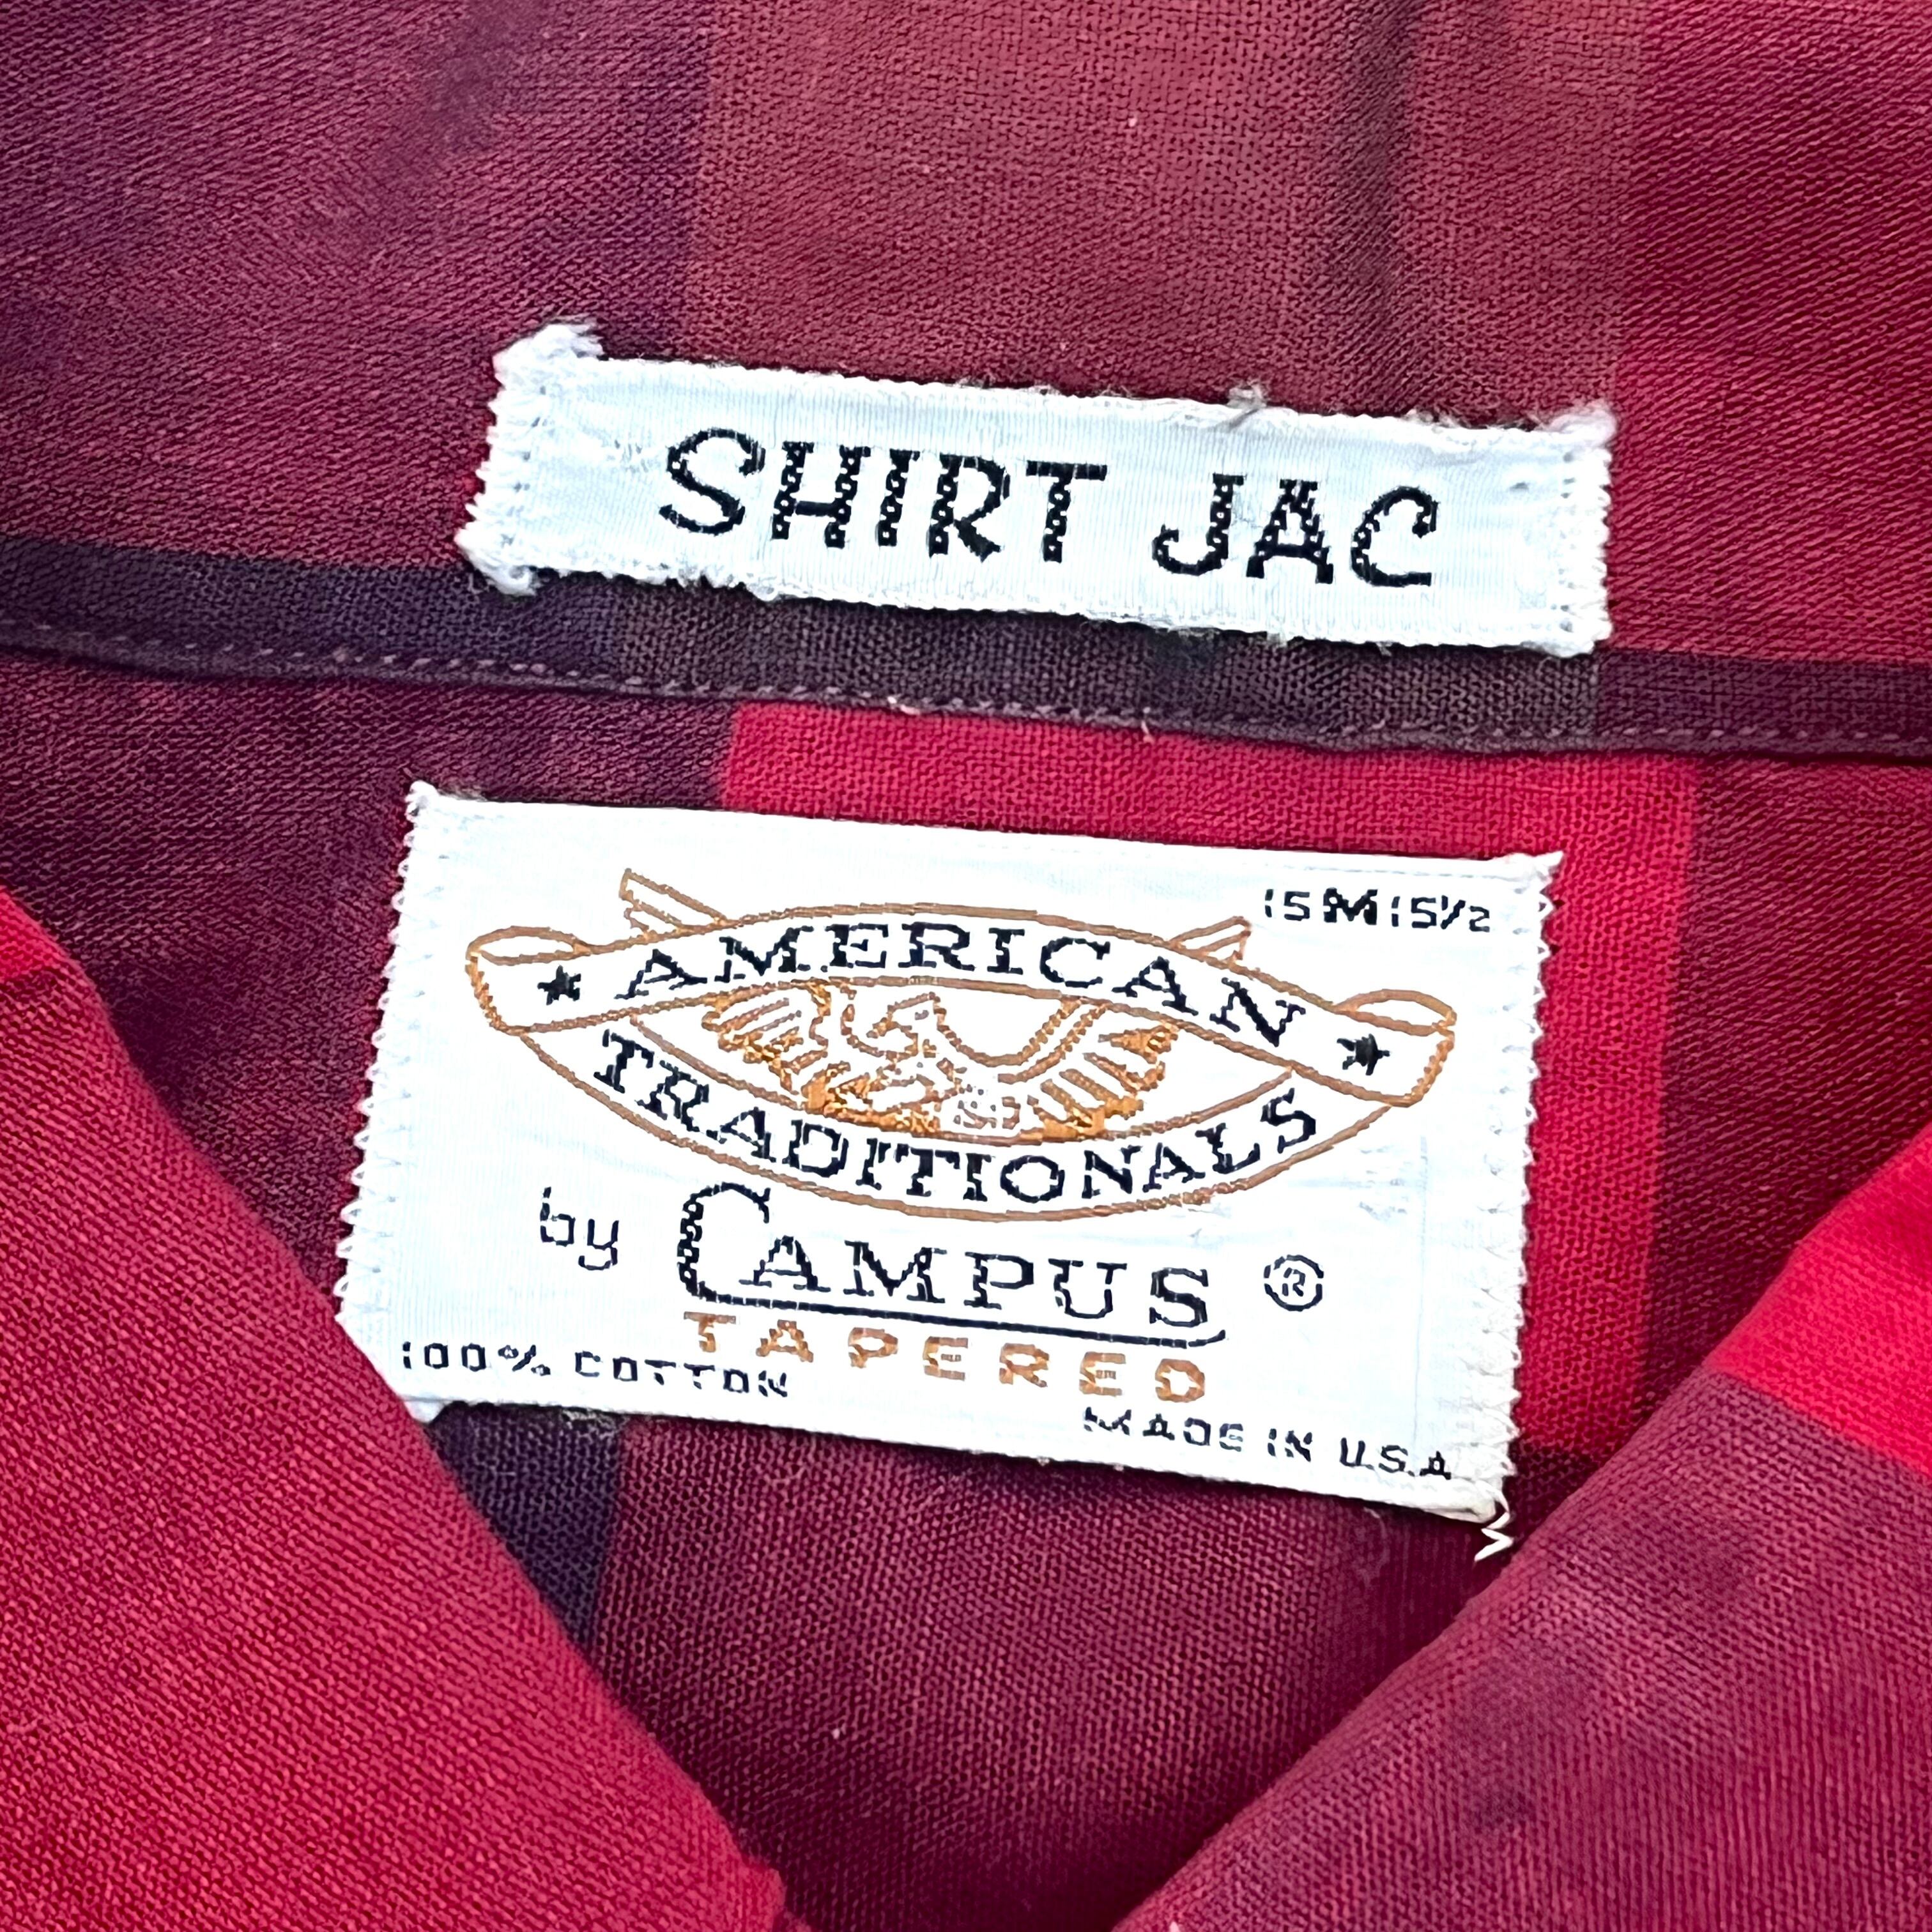 SHIRT JAC
15 M 15½
AMERICAN
TRADITIONALS
by CAMPUS ®
TAPERED
100% COTTON
MADE IN U.S.A